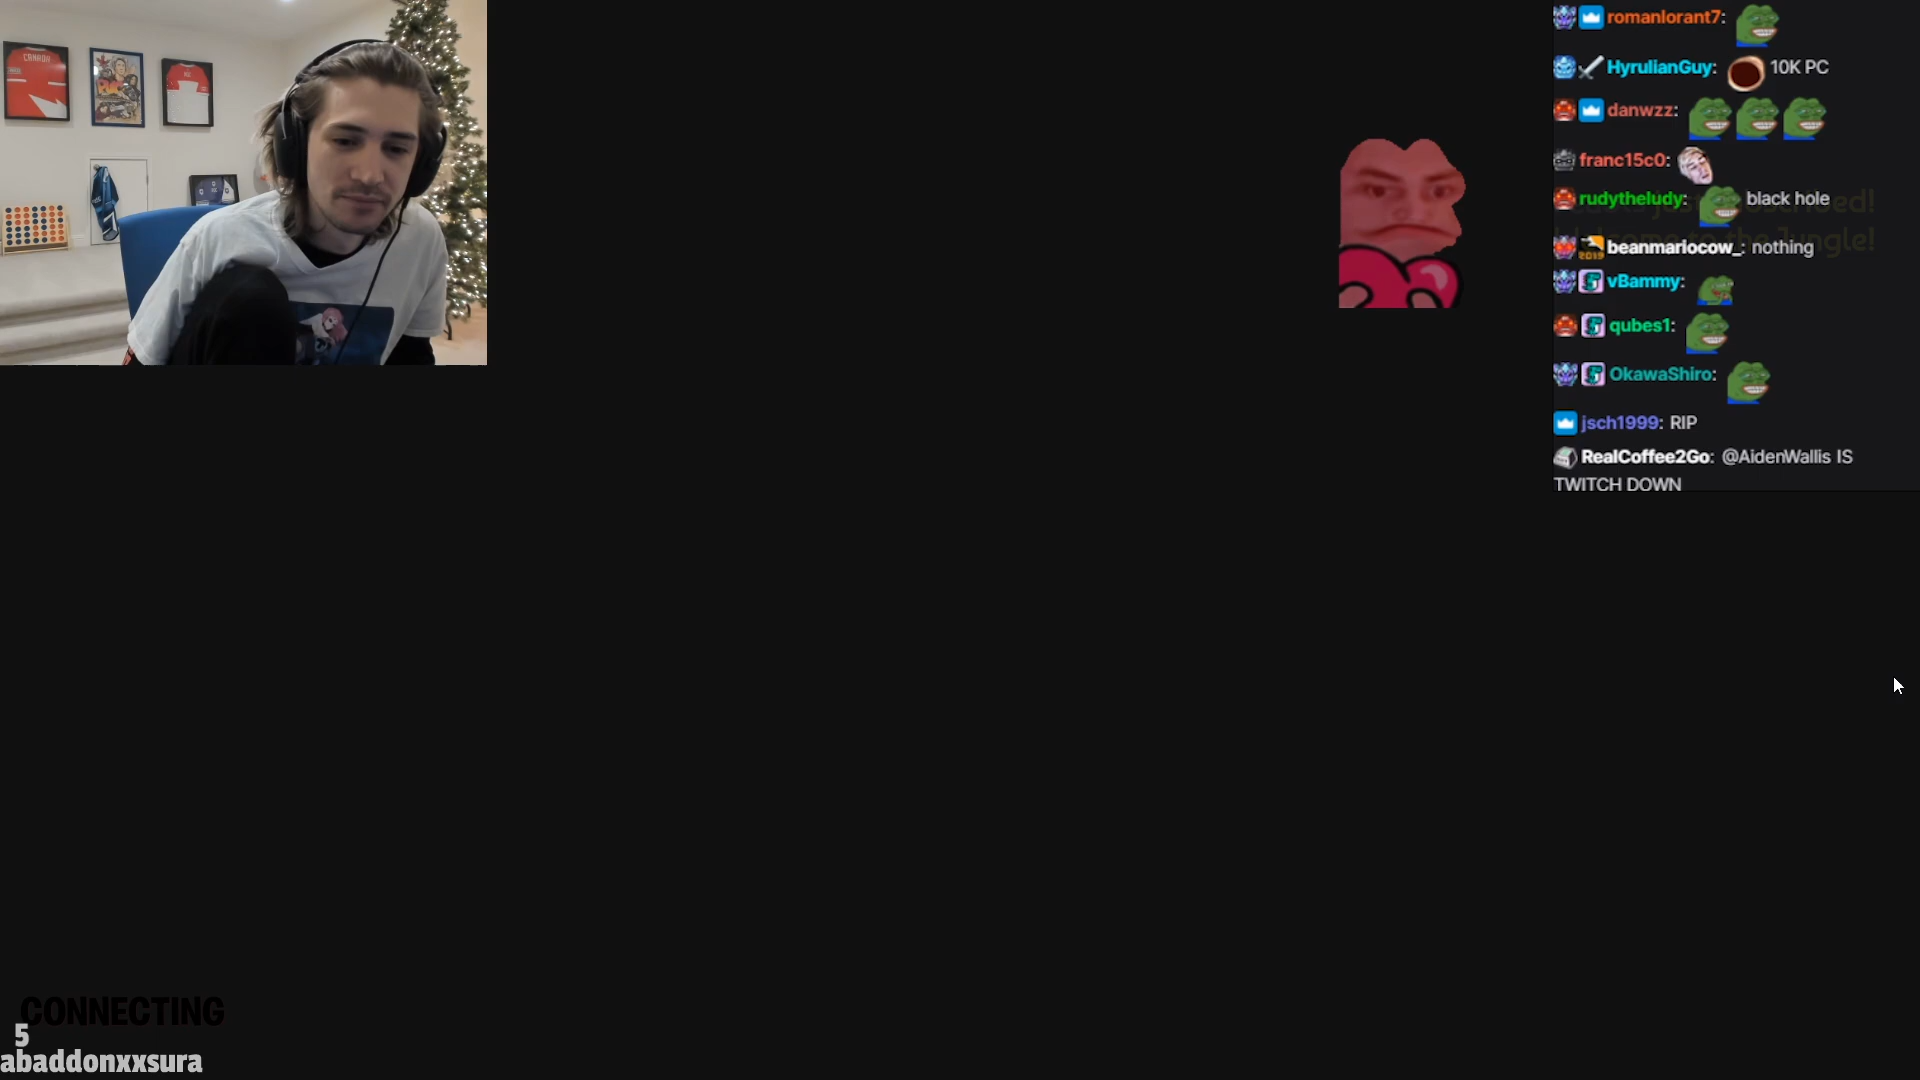 CANADA
romanlorant7:
HyrulianGuy: 10K PC
danwzz:
franc15c0:
rudytheludy: black hole
beanmariocow_: nothing
vBammy:
qubes1:
OkawaShiro:
jsch1999: RIP
RealCoffee2Go: @AidenWallis IS
TWITCH DOWN
CONNECTING
5
abaddonxxsura